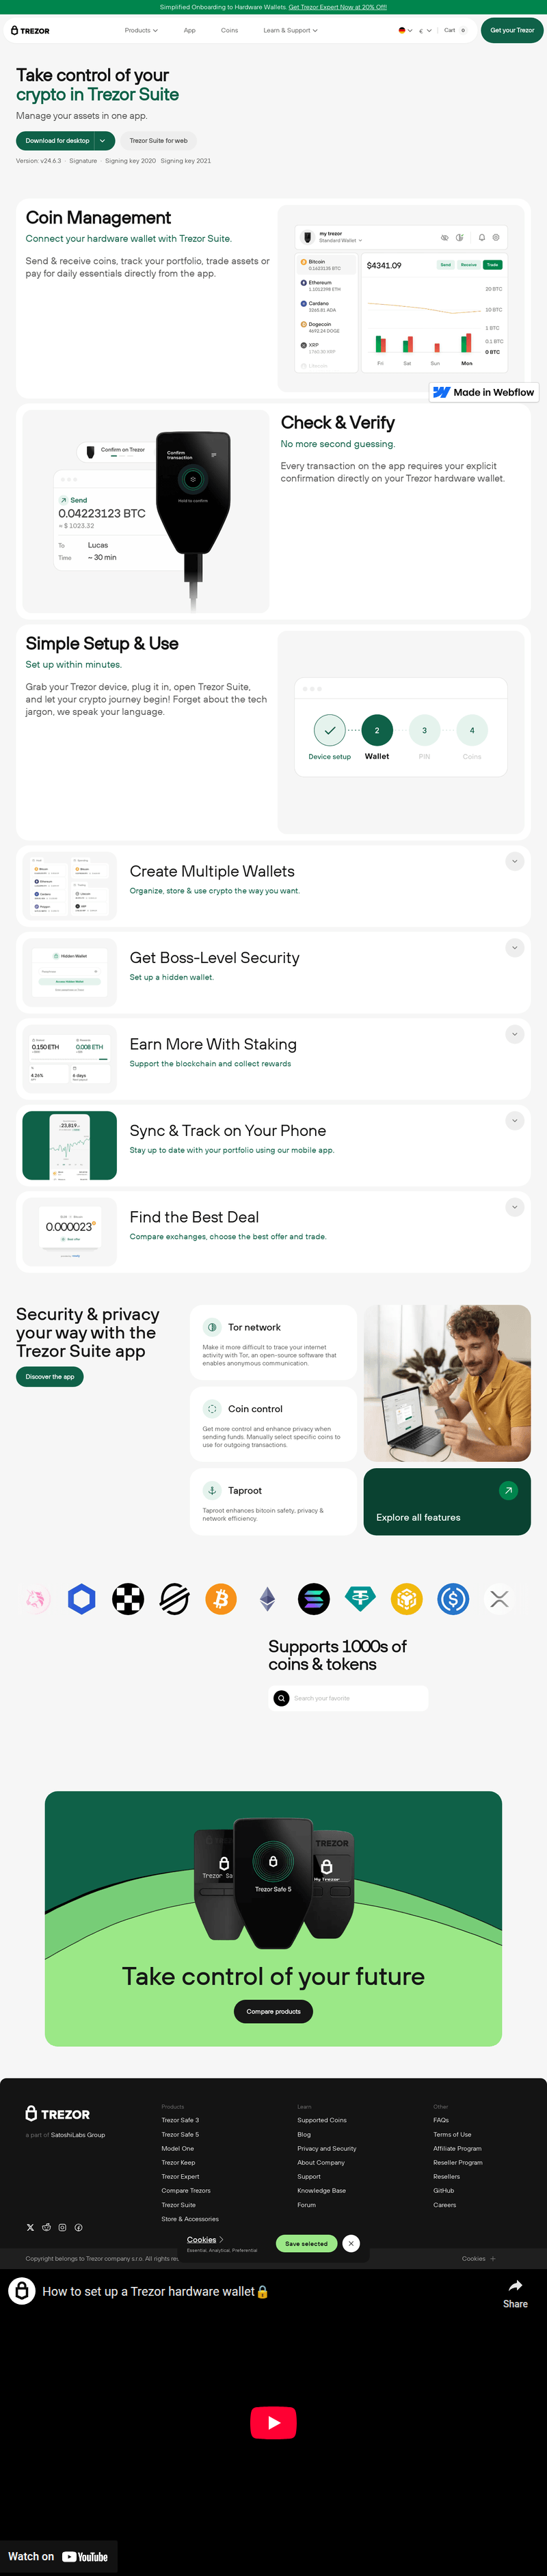 Simplified Onboarding to Hardware Wallets. Get Trezor Expert Now at 20% Off!
TREZOR
Products
App
Coins
Learn & Support
€
Cart 0
Get your Trezor
Take control of your
crypto in Trezor Suite
Manage your assets in one app.
Download for desktop
Trezor Suite for web
Version: v24.6.3 · Signature · Signing key 2020 Signing key 2021
Coin Management
Connect your hardware wallet with Trezor Suite.
Send & receive coins, track your portfolio, trade assets or
pay for daily essentials directly from the app.
my trezor
Standard Wallet
Bitcoin
Ethereum
Cardano
3265.81 ADA
Dogecoin
4692.24 DOGE
XRP
Litecoin
$4341.09
Send
Receive
Trade
20 BTC
10 BTC
1 BTC
0.1 BTC
0 BTC
Fri
Sat
Sun
Mon
Made in Webflow
Confirm on Trezor
Send
0.04223123 BTC
≈ $ 1023.32
To Lucas
Time ~ 30 min
Confirm
transaction
Hold to confirm
Check & Verify
No more second guessing.
Every transaction on the app requires your explicit
confirmation directly on your Trezor hardware wallet.
Simple Setup & Use
Set up within minutes.
Grab your Trezor device, plug it in, open Trezor Suite,
and let your crypto journey begin! Forget about the tech
jargon, we speak your language.
2
3
4
Device setup
Wallet
PIN
Coins
Create Multiple Wallets
Organize, store & use crypto the way you want.
Hidden Wallet
Get Boss-Level Security
Set up a hidden wallet.
0.150 ETH
0.008 ETH
4.26%
6 days
Earn More With Staking
Support the blockchain and collect rewards
23,819
Sync & Track on Your Phone
Stay up to date with your portfolio using our mobile app.
0.000023
Find the Best Deal
Compare exchanges, choose the best offer and trade.
Security & privacy
your way with the
Trezor Suite app
Discover the app
Tor network
Make it more difficult to trace your internet
activity with Tor, an open-source software that
enables anonymous communication.
Coin control
Get more control and enhance privacy when
sending funds. Manually select specific coins to
use for outgoing transactions.
Taproot
Taproot enhances bitcoin safety, privacy &
network efficiency.
Explore all features
Supports 1000s of
coins & tokens
Search your favorite
TREZOR
My Trezor
Trezor Safe 5
Take control of your future
Compare products
TREZOR
a part of SatoshiLabs Group
Products
Trezor Safe 3
Trezor Safe 5
Model One
Trezor Keep
Trezor Expert
Compare Trezors
Trezor Suite
Store & Accessories
Learn
Supported Coins
Blog
Privacy and Security
About Company
Support
Knowledge Base
Forum
Other
FAQs
Terms of Use
Affiliate Program
Reseller Program
Resellers
GitHub
Careers
Cookies
Essential, Analytical, Preferential
Save selected
Copyright belongs to Trezor company s.r.o. All rights
Cookies
How to set up a Trezor hardware wallet🔒
Share
Watch on YouTube